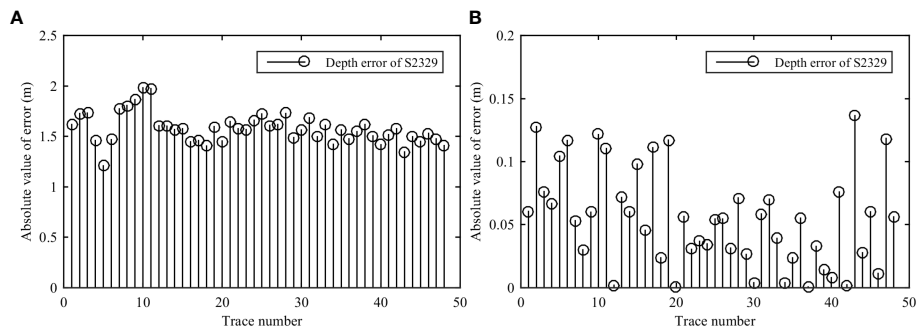 A
Absolute value of error (m)
2.5
2
1.5
1
0.5
0
Depth error of S2329
0 10 20 30 40 50
Trace number
B
Absolute value of error (m)
0.2
0.15
0.1
0.05
0
Depth error of S2329
0 10 20 30 40 50
Trace number